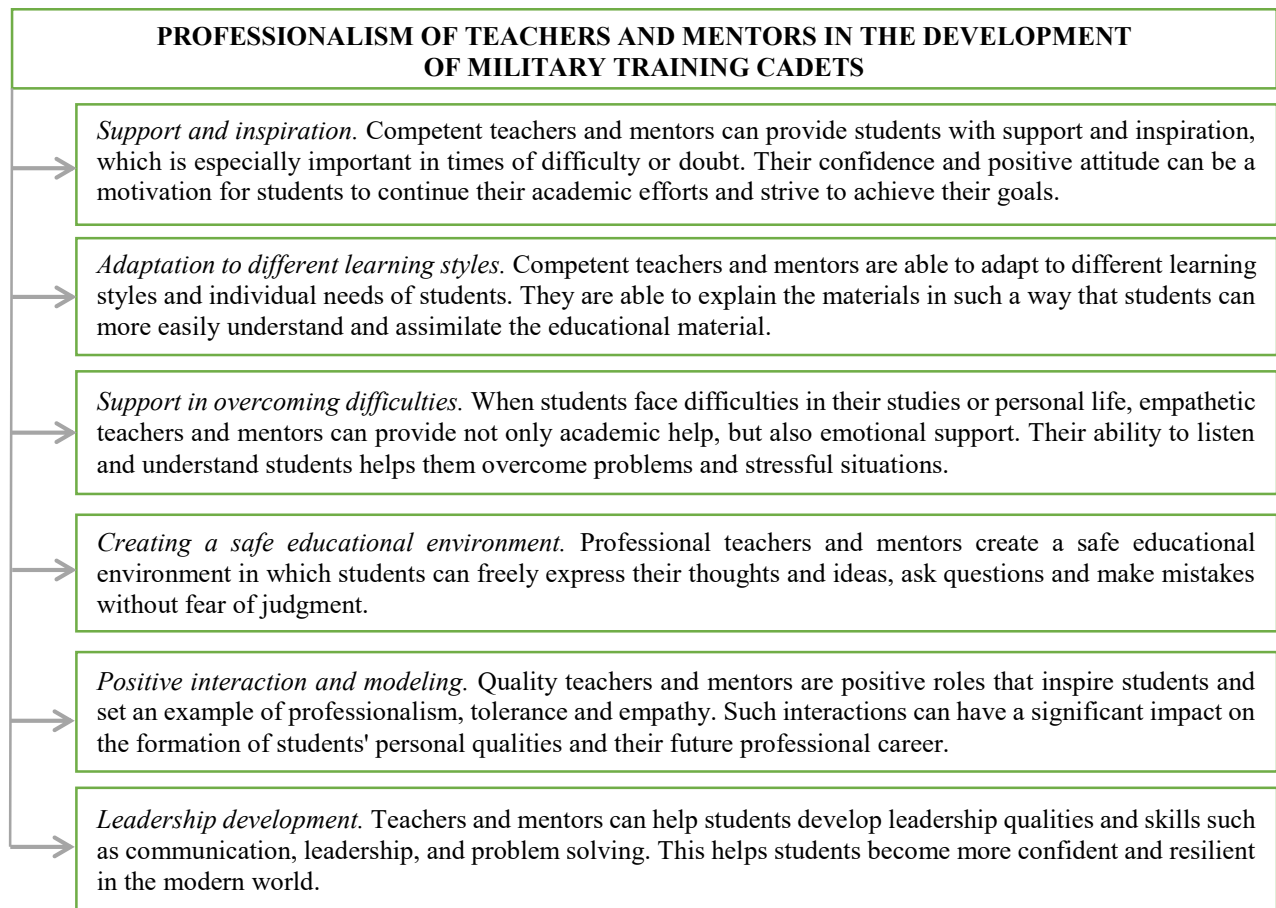 PROFESSIONALISM OF TEACHERS AND MENTORS IN THE DEVELOPMENT
OF MILITARY TRAINING CADETS
Support and inspiration. Competent teachers and mentors can provide students with support and inspiration,
which is especially important in times of difficulty or doubt. Their confidence and positive attitude can be a
motivation for students to continue their academic efforts and strive to achieve their goals.
Adaptation to different learning styles. Competent teachers and mentors are able to adapt to different learning
styles and individual needs of students. They are able to explain the materials in such a way that students can
more easily understand and assimilate the educational material.
Support in overcoming difficulties. When students face difficulties in their studies or personal life, empathetic
teachers and mentors can provide not only academic help, but also emotional support. Their ability to listen
and understand students helps them overcome problems and stressful situations.
Creating a safe educational environment. Professional teachers and mentors create a safe educational
environment in which students can freely express their thoughts and ideas, ask questions and make mistakes
without fear of judgment.
Positive interaction and modeling. Quality teachers and mentors are positive roles that inspire students and
set an example of professionalism, tolerance and empathy. Such interactions can have a significant impact on
the formation of students' personal qualities and their future professional career.
Leadership development. Teachers and mentors can help students develop leadership qualities and skills such
as communication, leadership, and problem solving. This helps students become more confident and resilient
in the modern world.